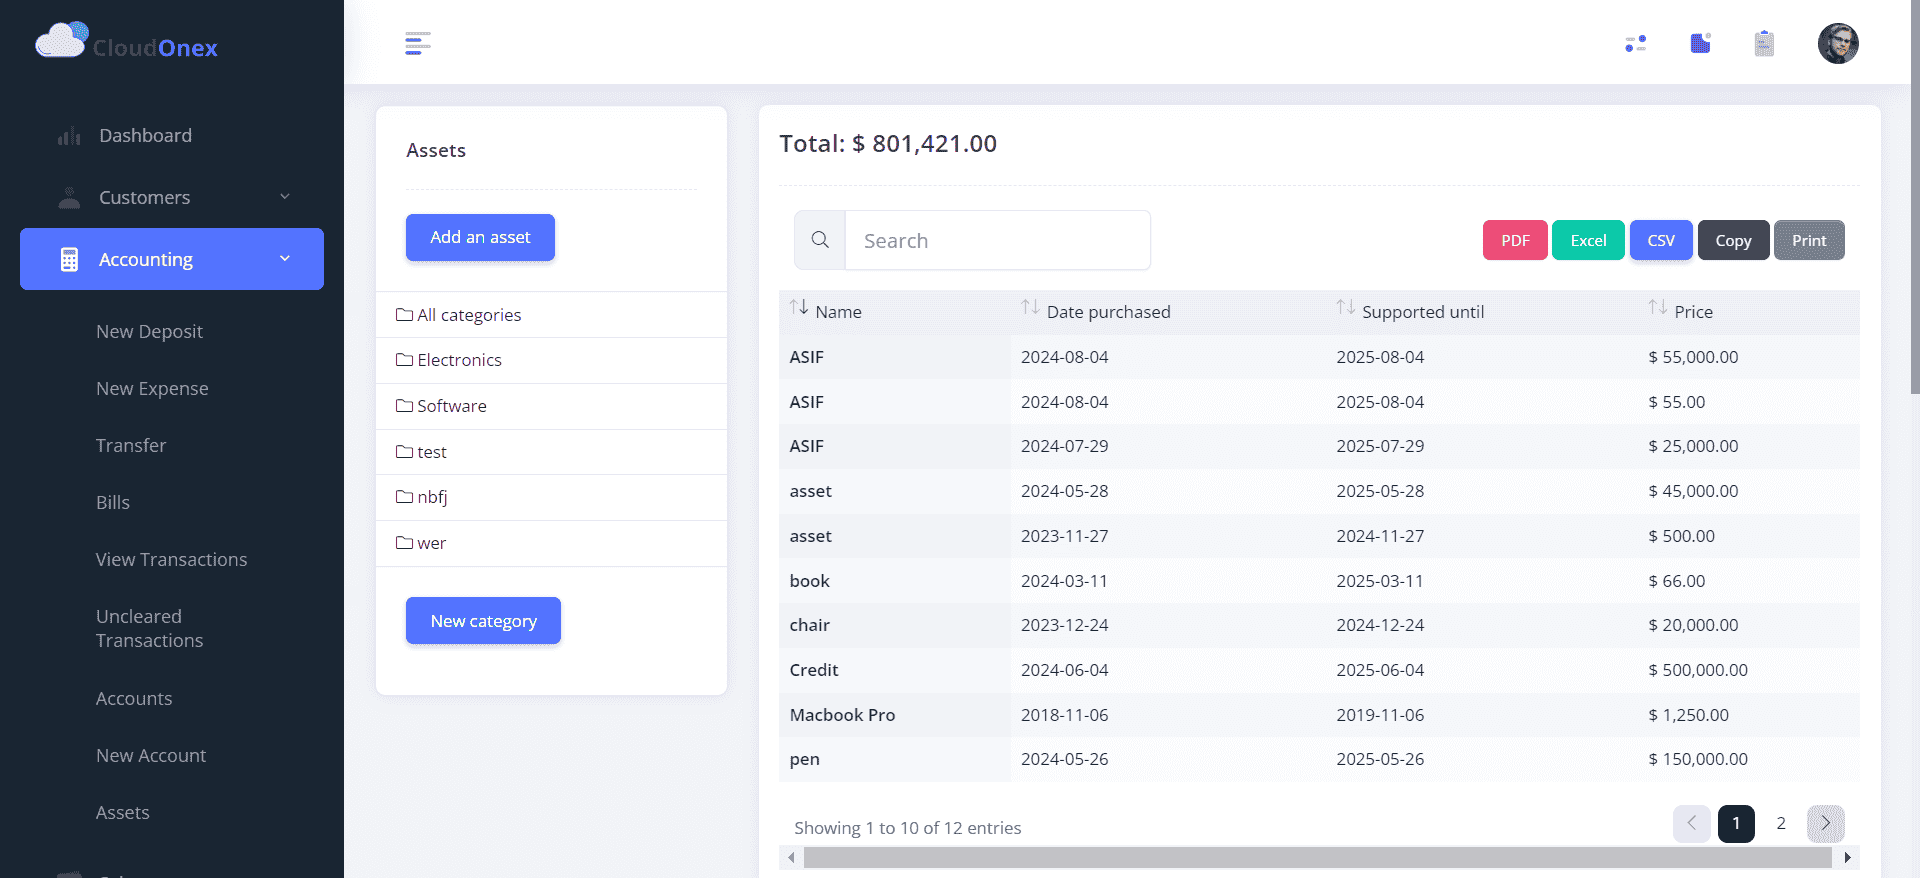 CloudOnex
Dashboard
Customers
Accounting
New Deposit
New Expense
Transfer
Bills
View Transactions
Uncleared
Transactions
Accounts
New Account
Assets
Assets
Add an asset
All categories
Electronics
Software
test
nbfj
wer
New category
Total: $ 801,421.00
Search
PDF Excel CSV Copy Print
Name Date purchased Supported until Price
ASIF 2024-08-04 2025-08-04 $ 55,000.00
ASIF 2024-08-04 2025-08-04 $ 55.00
ASIF 2024-07-29 2025-07-29 $ 25,000.00
asset 2024-05-28 2025-05-28 $ 45,000.00
asset 2023-11-27 2024-11-27 $ 500.00
book 2024-03-11 2025-03-11 $ 66.00
chair 2023-12-24 2024-12-24 $ 20,000.00
Credit 2024-06-04 2025-06-04 $ 500,000.00
Macbook Pro 2018-11-06 2019-11-06 $ 1,250.00
pen 2024-05-26 2025-05-26 $ 150,000.00
Showing 1 to 10 of 12 entries
1 2